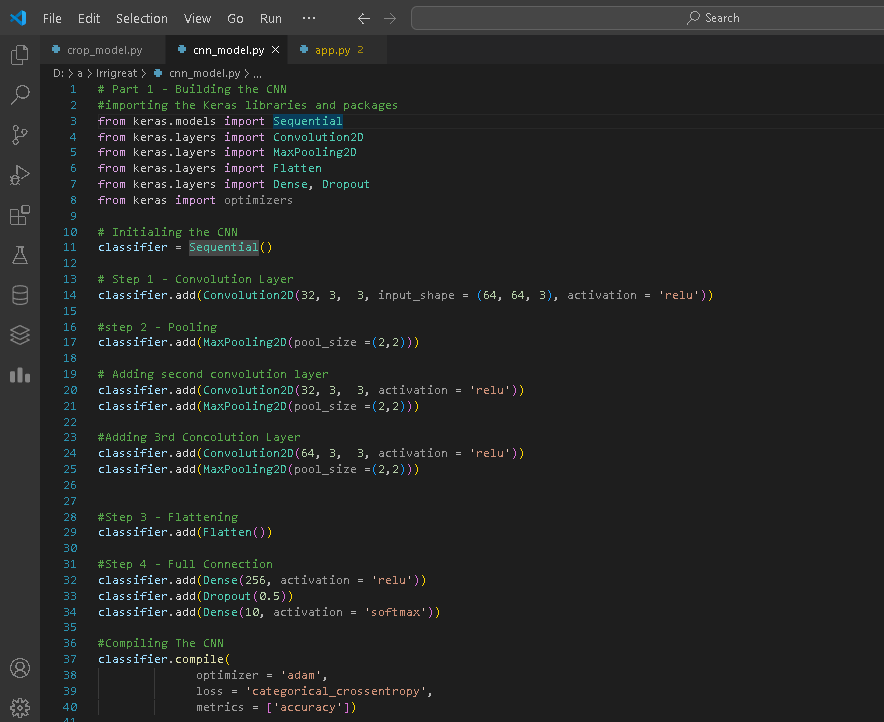 File Edit Selection View Go Run ··· ← → Search
crop_model.py cnn_model.py × app.py 2
D: > a > Irrigreat > cnn_model.py > ...
1 # Part 1 - Building the CNN
2 #importing the Keras libraries and packages
3 from keras.models import Sequential
4 from keras.layers import Convolution2D
5 from keras.layers import MaxPooling2D
6 from keras.layers import Flatten
7 from keras.layers import Dense, Dropout
8 from keras import optimizers
9
10 # Initialing the CNN
11 classifier = Sequential()
12
13 # Step 1 - Convolution Layer
14 classifier.add(Convolution2D(32, 3,  3, input_shape = (64, 64, 3), activation = 'relu'))
15
16 #step 2 - Pooling
17 classifier.add(MaxPooling2D(pool_size =(2,2)))
18
19 # Adding second convolution layer
20 classifier.add(Convolution2D(32, 3,  3, activation = 'relu'))
21 classifier.add(MaxPooling2D(pool_size =(2,2)))
22
23 #Adding 3rd Concolution Layer
24 classifier.add(Convolution2D(64, 3,  3, activation = 'relu'))
25 classifier.add(MaxPooling2D(pool_size =(2,2)))
26
27
28 #Step 3 - Flattening
29 classifier.add(Flatten())
30
31 #Step 4 - Full Connection
32 classifier.add(Dense(256, activation = 'relu'))
33 classifier.add(Dropout(0.5))
34 classifier.add(Dense(10, activation = 'softmax'))
35
36 #Compiling The CNN
37 classifier.compile(
38 optimizer = 'adam',
39 loss = 'categorical_crossentropy',
40 metrics = ['accuracy'])
41